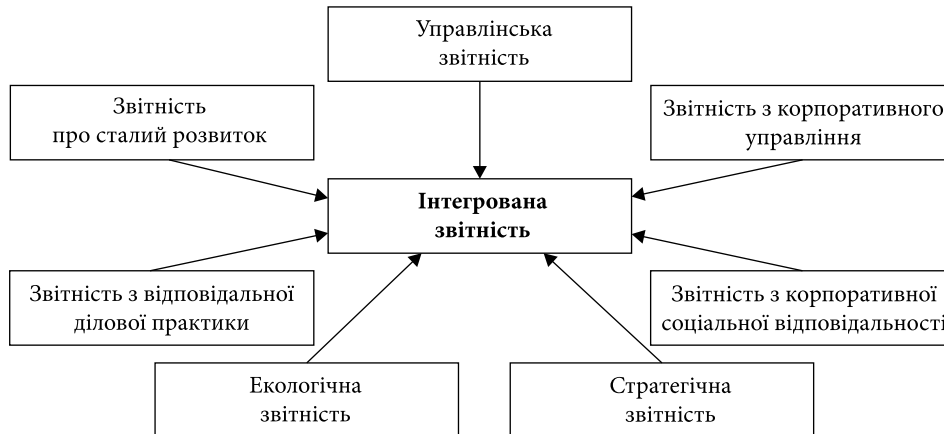 Управлінська
звітність
Звітність
про сталий розвиток
Звітність з корпоративного
управління
Інтегрована
звітність
Звітність з відповідальної
ділової практики
Звітність з корпоративної
соціальної відповідальності
Екологічна
звітність
Стратегічна
звітність